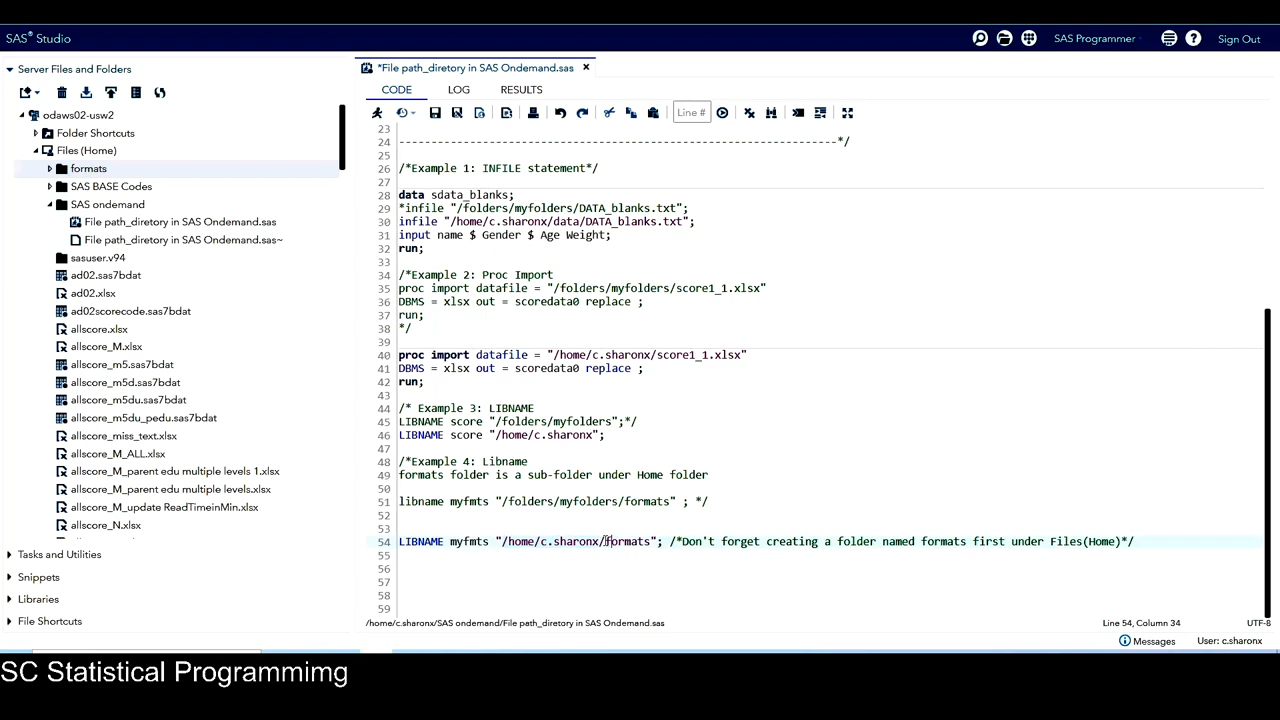 SAS® Studio
SAS Programmer
Sign Out
Server Files and Folders
odaws02-usw2
Folder Shortcuts
Files (Home)
formats
SAS BASE Codes
SAS ondemand
File path_diretory in SAS Ondemand.sas
File path_diretory in SAS Ondemand.sas~
sasuser.v94
ad02.sas7bdat
ad02.xlsx
ad02scorecode.sas7bdat
allscore.xlsx
allscore_M.xlsx
allscore_m5.sas7bdat
allscore_m5d.sas7bdat
allscore_m5du.sas7bdat
allscore_m5du_pedu.sas7bdat
allscore_miss_text.xlsx
allscore_M_ALL.xlsx
allscore_M_parent edu multiple levels 1.xlsx
allscore_M_parent edu multiple levels.xlsx
allscore_M_update ReadTimeinMin.xlsx
allscore_N.xlsx
Tasks and Utilities
Snippets
Libraries
File Shortcuts
*File path_diretory in SAS Ondemand.sas
CODE LOG RESULTS
Line #
23
24 --------------------------------------------------------------------*/
25
26 /*Example 1: INFILE statement*/
27
28 data sdata_blanks;
29 *infile "/folders/myfolders/DATA_blanks.txt";
30 infile "/home/c.sharonx/data/DATA_blanks.txt";
31 input name $ Gender $ Age Weight;
32 run;
33
34 /*Example 2: Proc Import
35 proc import datafile = "/folders/myfolders/score1_1.xlsx"
36 DBMS = xlsx out = scoredata0 replace ;
37 run;
38 */
39
40 proc import datafile = "/home/c.sharonx/score1_1.xlsx"
41 DBMS = xlsx out = scoredata0 replace ;
42 run;
43
44 /* Example 3: LIBNAME
45 LIBNAME score "/folders/myfolders";*/
46 LIBNAME score "/home/c.sharonx";
47
48 /*Example 4: Libname
49 formats folder is a sub-folder under Home folder
50
51 libname myfmts "/folders/myfolders/formats" ; */
52
53
54 LIBNAME myfmts "/home/c.sharonx/formats"; /*Don't forget creating a folder named formats first under Files(Home)*/
55
56
57
58
59
/home/c.sharonx/SAS ondemand/File path_diretory in SAS Ondemand.sas
Line 54, Column 34
UTF-8
Messages
User: c.sharonx
SC Statistical Programmimg